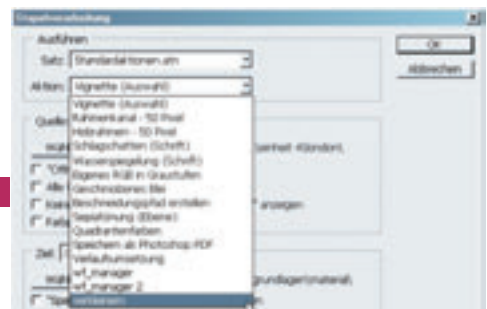 Stapelverarbeitung
Ausführen
OK
Satz: Standardaktionen.atn
Abbrechen
Aktion: Vignette (Auswahl)
Vignette (Auswahl)
Rahmenkanal - 50 Pixel
Holzrahmen - 50 Pixel
Schlagschatten (Schrift)
Wasserspiegelung (Schrift)
Eigenes RGB in Graustufen
Geschmolzenes Blei
Beschneidungspfad erstellen
anzeigen
Sepiatönung (Ebene)
Quadrantenfarben
Speichern als Photoshop PDF
Ziel:
Verlaufsumsetzung
wf_manager
wf_manager 2
verkleinern